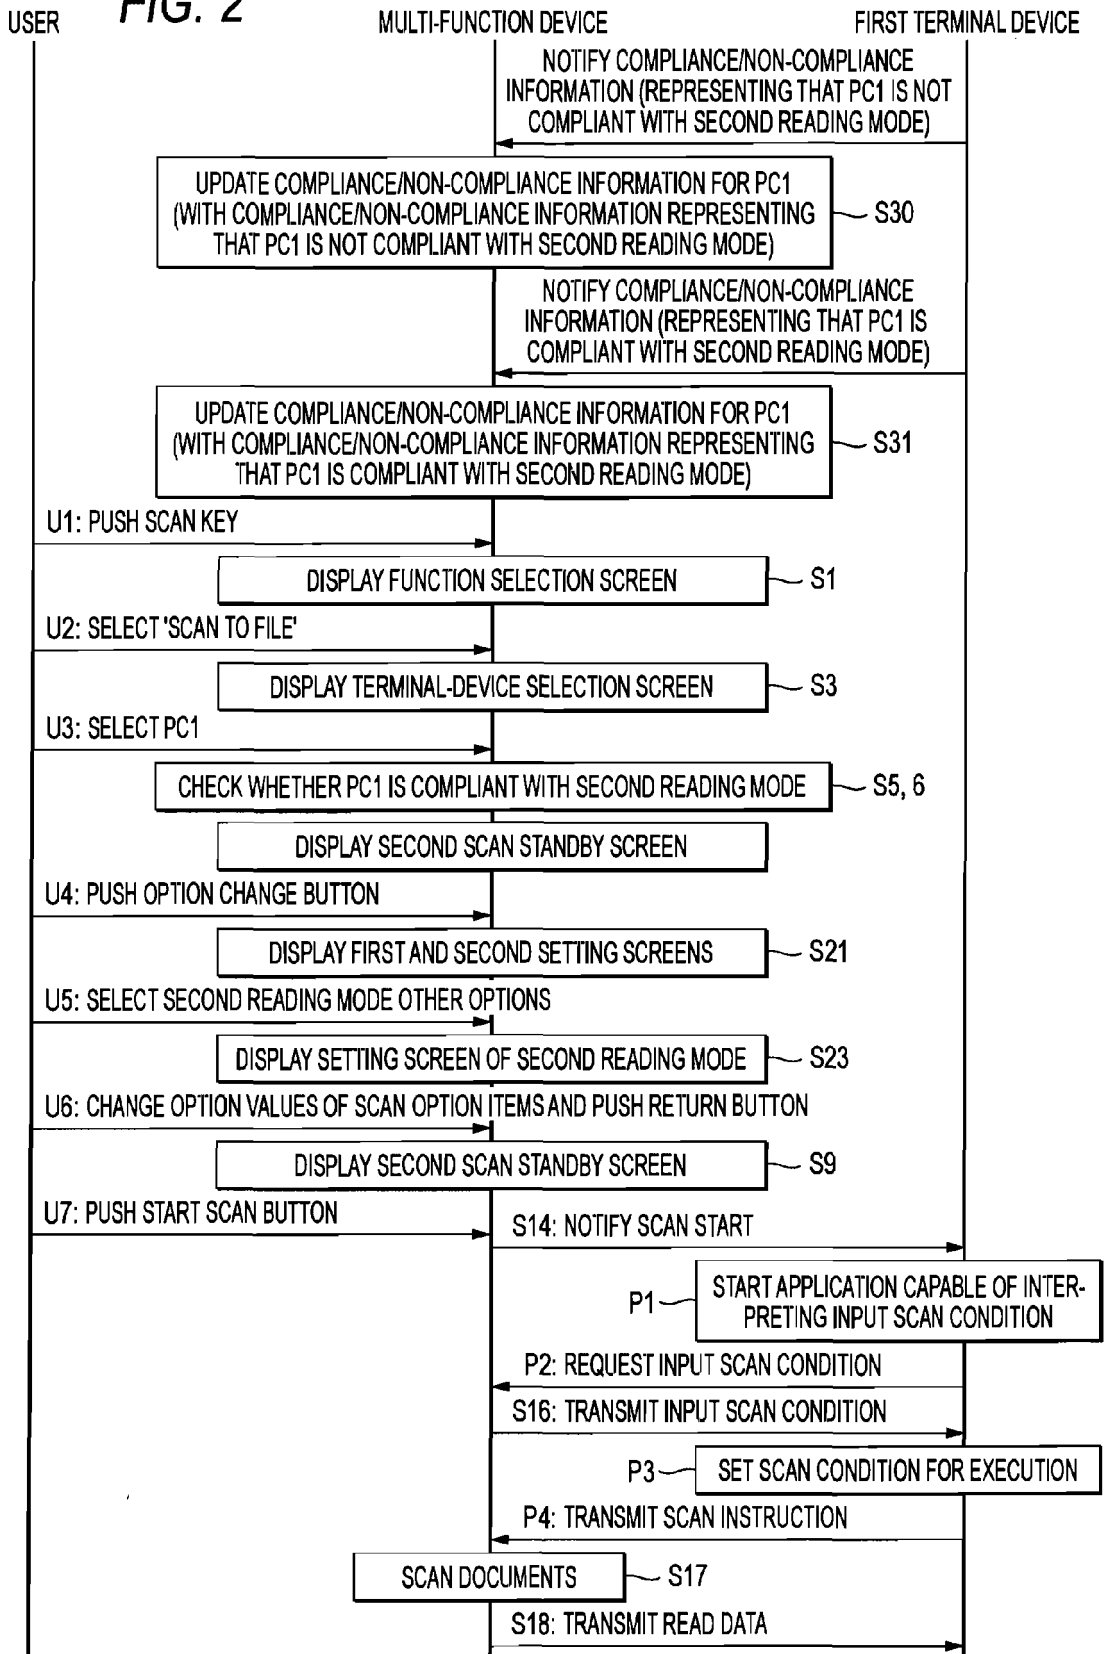 FIG. 2
USER
MULTI-FUNCTION DEVICE
FIRST TERMINAL DEVICE
NOTIFY COMPLIANCE/NON-COMPLIANCE
INFORMATION (REPRESENTING THAT PC1 IS NOT
COMPLIANT WITH SECOND READING MODE)
UPDATE COMPLIANCE/NON-COMPLIANCE INFORMATION FOR PC1
(WITH COMPLIANCE/NON-COMPLIANCE INFORMATION REPRESENTING
THAT PC1 IS NOT COMPLIANT WITH SECOND READING MODE)
S30
NOTIFY COMPLIANCE/NON-COMPLIANCE
INFORMATION (REPRESENTING THAT PC1 IS
COMPLIANT WITH SECOND READING MODE)
UPDATE COMPLIANCE/NON-COMPLIANCE INFORMATION FOR PC1
(WITH COMPLIANCE/NON-COMPLIANCE INFORMATION REPRESENTING
THAT PC1 IS COMPLIANT WITH SECOND READING MODE)
S31
U1: PUSH SCAN KEY
DISPLAY FUNCTION SELECTION SCREEN
S1
U2: SELECT 'SCAN TO FILE'
DISPLAY TERMINAL-DEVICE SELECTION SCREEN
S3
U3: SELECT PC1
CHECK WHETHER PC1 IS COMPLIANT WITH SECOND READING MODE
S5, 6
DISPLAY SECOND SCAN STANDBY SCREEN
U4: PUSH OPTION CHANGE BUTTON
DISPLAY FIRST AND SECOND SETTING SCREENS
S21
U5: SELECT SECOND READING MODE OTHER OPTIONS
DISPLAY SETTING SCREEN OF SECOND READING MODE
S23
U6: CHANGE OPTION VALUES OF SCAN OPTION ITEMS AND PUSH RETURN BUTTON
DISPLAY SECOND SCAN STANDBY SCREEN
S9
U7: PUSH START SCAN BUTTON
S14: NOTIFY SCAN START
P1
START APPLICATION CAPABLE OF INTER-
PRETING INPUT SCAN CONDITION
P2: REQUEST INPUT SCAN CONDITION
S16: TRANSMIT INPUT SCAN CONDITION
P3
SET SCAN CONDITION FOR EXECUTION
P4: TRANSMIT SCAN INSTRUCTION
SCAN DOCUMENTS
S17
S18: TRANSMIT READ DATA